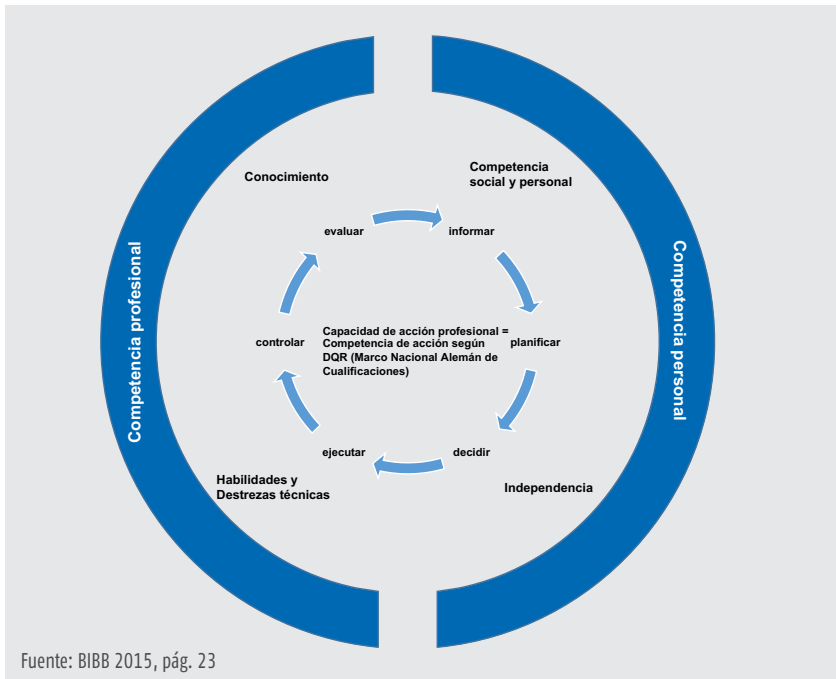 Conocimiento
Competencia
social y personal
evaluar
informar
Competencia profesional
controlar
Capacidad de acción profesional =
Competencia de acción según
DQR (Marco Nacional Alemán de
Cualificaciones)
planificar
Competencia personal
ejecutar
decidir
Habilidades y
Destrezas técnicas
Independencia
Fuente: BIBB 2015, pág. 23